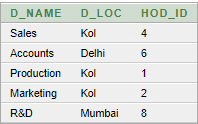 D_NAME D_LOC HOD_ID
Sales Kol 4
Accounts Delhi 6
Production Kol 1
Marketing Kol 2
R&D Mumbai 8